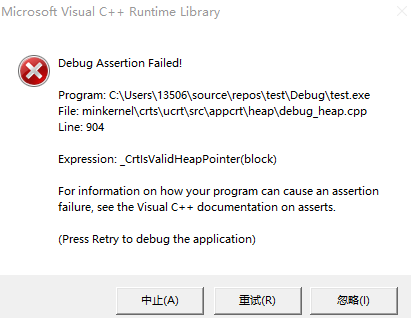 Microsoft Visual C++ Runtime Library
Debug Assertion Failed!
Program: C:\Users\13506\source\repos\test\Debug\test.exe
File: minkernel\crts\ucrt\src\appcrt\heap\debug_heap.cpp
Line: 904
Expression: _CrtIsValidHeapPointer(block)
For information on how your program can cause an assertion
failure, see the Visual C++ documentation on asserts.
(Press Retry to debug the application)
中止(A) 重试(R) 忽略(I)